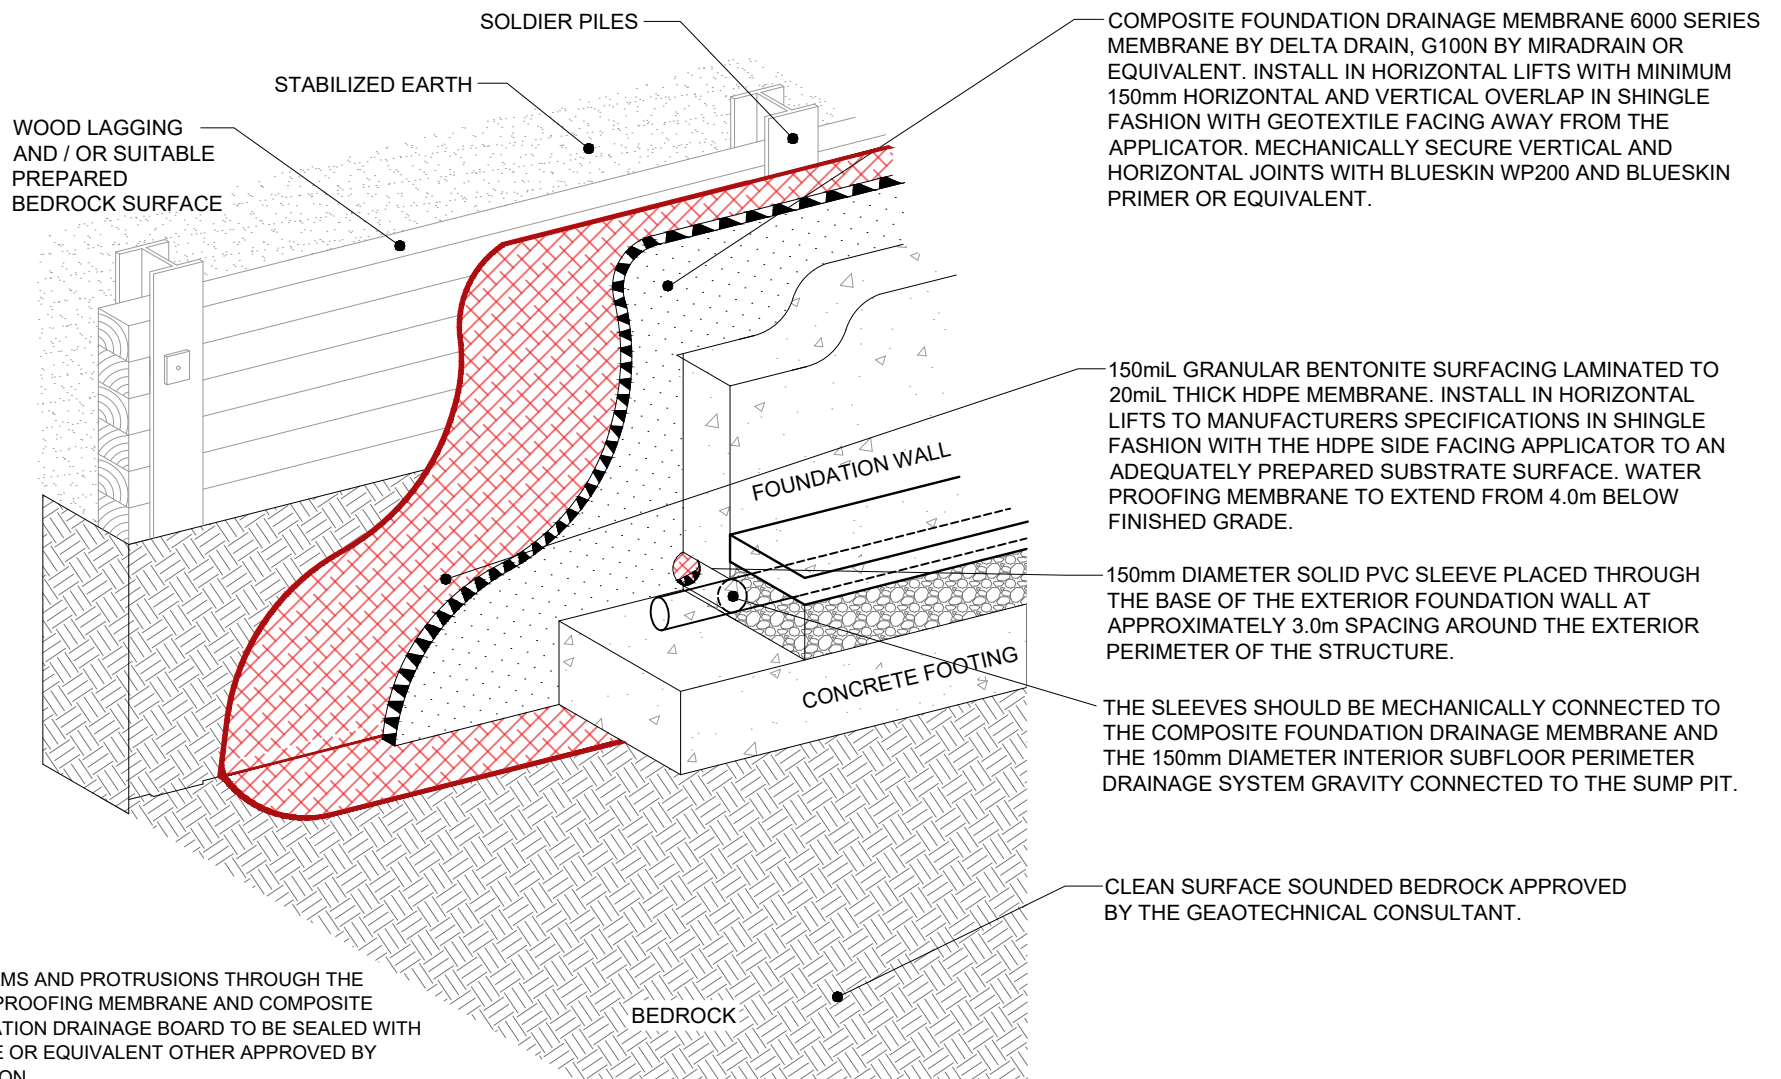 SOLDIER PILES
STABILIZED EARTH
WOOD LAGGING
AND / OR SUITABLE
PREPARED
BEDROCK SURFACE
COMPOSITE FOUNDATION DRAINAGE MEMBRANE 6000 SERIES
MEMBRANE BY DELTA DRAIN, G100N BY MIRADRAIN OR
EQUIVALENT. INSTALL IN HORIZONTAL LIFTS WITH MINIMUM
150mm HORIZONTAL AND VERTICAL OVERLAP IN SHINGLE
FASHION WITH GEOTEXTILE FACING AWAY FROM THE
APPLICATOR. MECHANICALLY SECURE VERTICAL AND
HORIZONTAL JOINTS WITH BLUESKIN WP200 AND BLUESKIN
PRIMER OR EQUIVALENT.
150miL GRANULAR BENTONITE SURFACING LAMINATED TO
20miL THICK HDPE MEMBRANE. INSTALL IN HORIZONTAL
LIFTS TO MANUFACTURERS SPECIFICATIONS IN SHINGLE
FASHION WITH THE HDPE SIDE FACING APPLICATOR TO AN
ADEQUATELY PREPARED SUBSTRATE SURFACE. WATER
PROOFING MEMBRANE TO EXTEND FROM 4.0m BELOW
FINISHED GRADE.
FOUNDATION WALL
150mm DIAMETER SOLID PVC SLEEVE PLACED THROUGH
THE BASE OF THE EXTERIOR FOUNDATION WALL AT
APPROXIMATELY 3.0m SPACING AROUND THE EXTERIOR
PERIMETER OF THE STRUCTURE.
CONCRETE FOOTING
THE SLEEVES SHOULD BE MECHANICALLY CONNECTED TO
THE COMPOSITE FOUNDATION DRAINAGE MEMBRANE AND
THE 150mm DIAMETER INTERIOR SUBFLOOR PERIMETER
DRAINAGE SYSTEM GRAVITY CONNECTED TO THE SUMP PIT.
CLEAN SURFACE SOUNDED BEDROCK APPROVED
BY THE GEAOTECHNICAL CONSULTANT.
BEDROCK
AND PROTRUSIONS THROUGH THE
PROOFING MEMBRANE AND COMPOSITE
DRAINAGE BOARD TO BE SEALED WITH
OR EQUIVALENT OTHER APPROVED BY